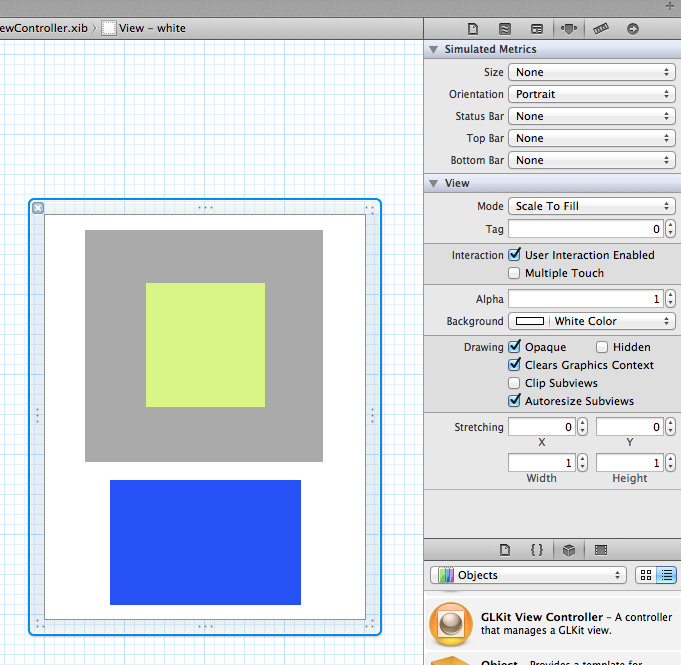 ewController.xib
View – white
Simulated Metrics
Size None
Orientation Portrait
Status Bar None
Top Bar None
Bottom Bar None
View
Mode Scale To Fill
Tag 0
Interaction User Interaction Enabled
Multiple Touch
Alpha 1
Background White Color
Drawing Opaque Hidden
Clears Graphics Context
Clip Subviews
Autoresize Subviews
Stretching 0 0
X Y
1 1
Width Height
{ }
Objects
GLKit View Controller – A controller
that manages a GLKit view.
Object – Provides a template for